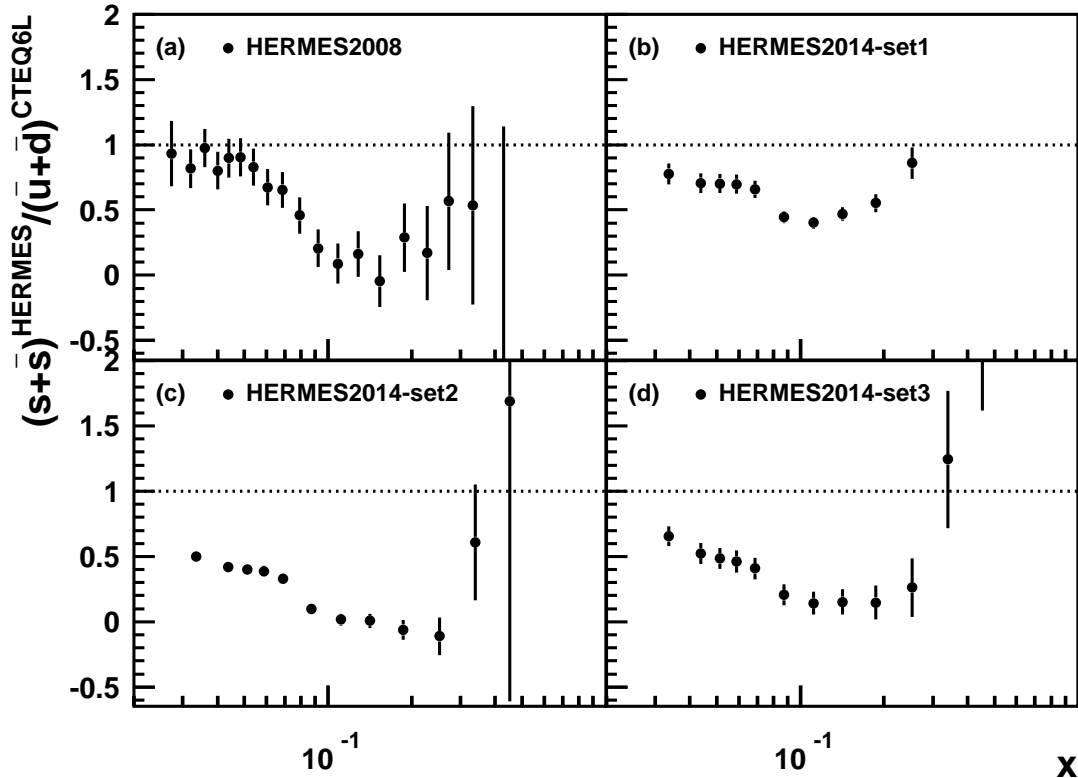 (s+s̄)^HERMES/(ū+d̄)^CTEQ6L
(a) HERMES2008
2
1.5
1
0.5
0
-0.5
(b) HERMES2014-set1
(c) HERMES2014-set2
2
1.5
1
0.5
0
-0.5
(d) HERMES2014-set3
10^-1
10^-1
x